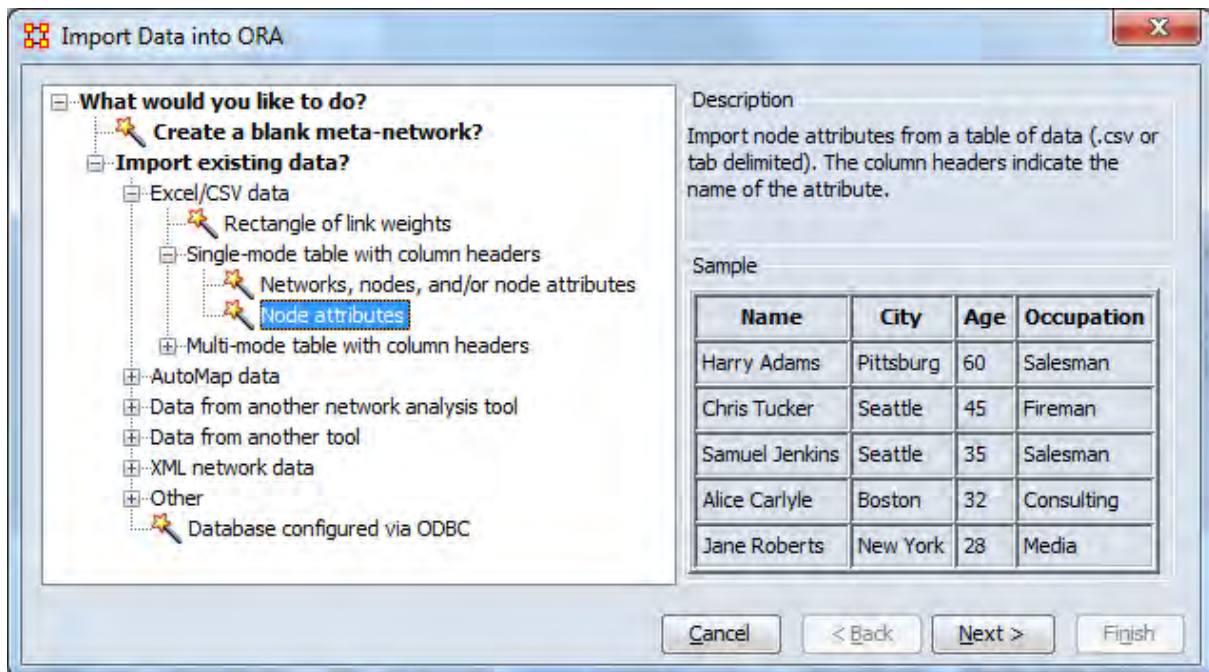 Import Data into ORA
What would you like to do?
Create a blank meta-network?
Import existing data?
Excel/CSV data
Rectangle of link weights
Single-mode table with column headers
Networks, nodes, and/or node attributes
Node attributes
Multi-mode table with column headers
AutoMap data
Data from another network analysis tool
Data from another tool
XML network data
Other
Database configured via ODBC
Description
Import node attributes from a table of data (.csv or
tab delimited). The column headers indicate the
name of the attribute.
Sample
Name City Age Occupation
Harry Adams Pittsburg 60 Salesman
Chris Tucker Seattle 45 Fireman
Samuel Jenkins Seattle 35 Salesman
Alice Carlyle Boston 32 Consulting
Jane Roberts New York 28 Media
Cancel < Back Next > Finish